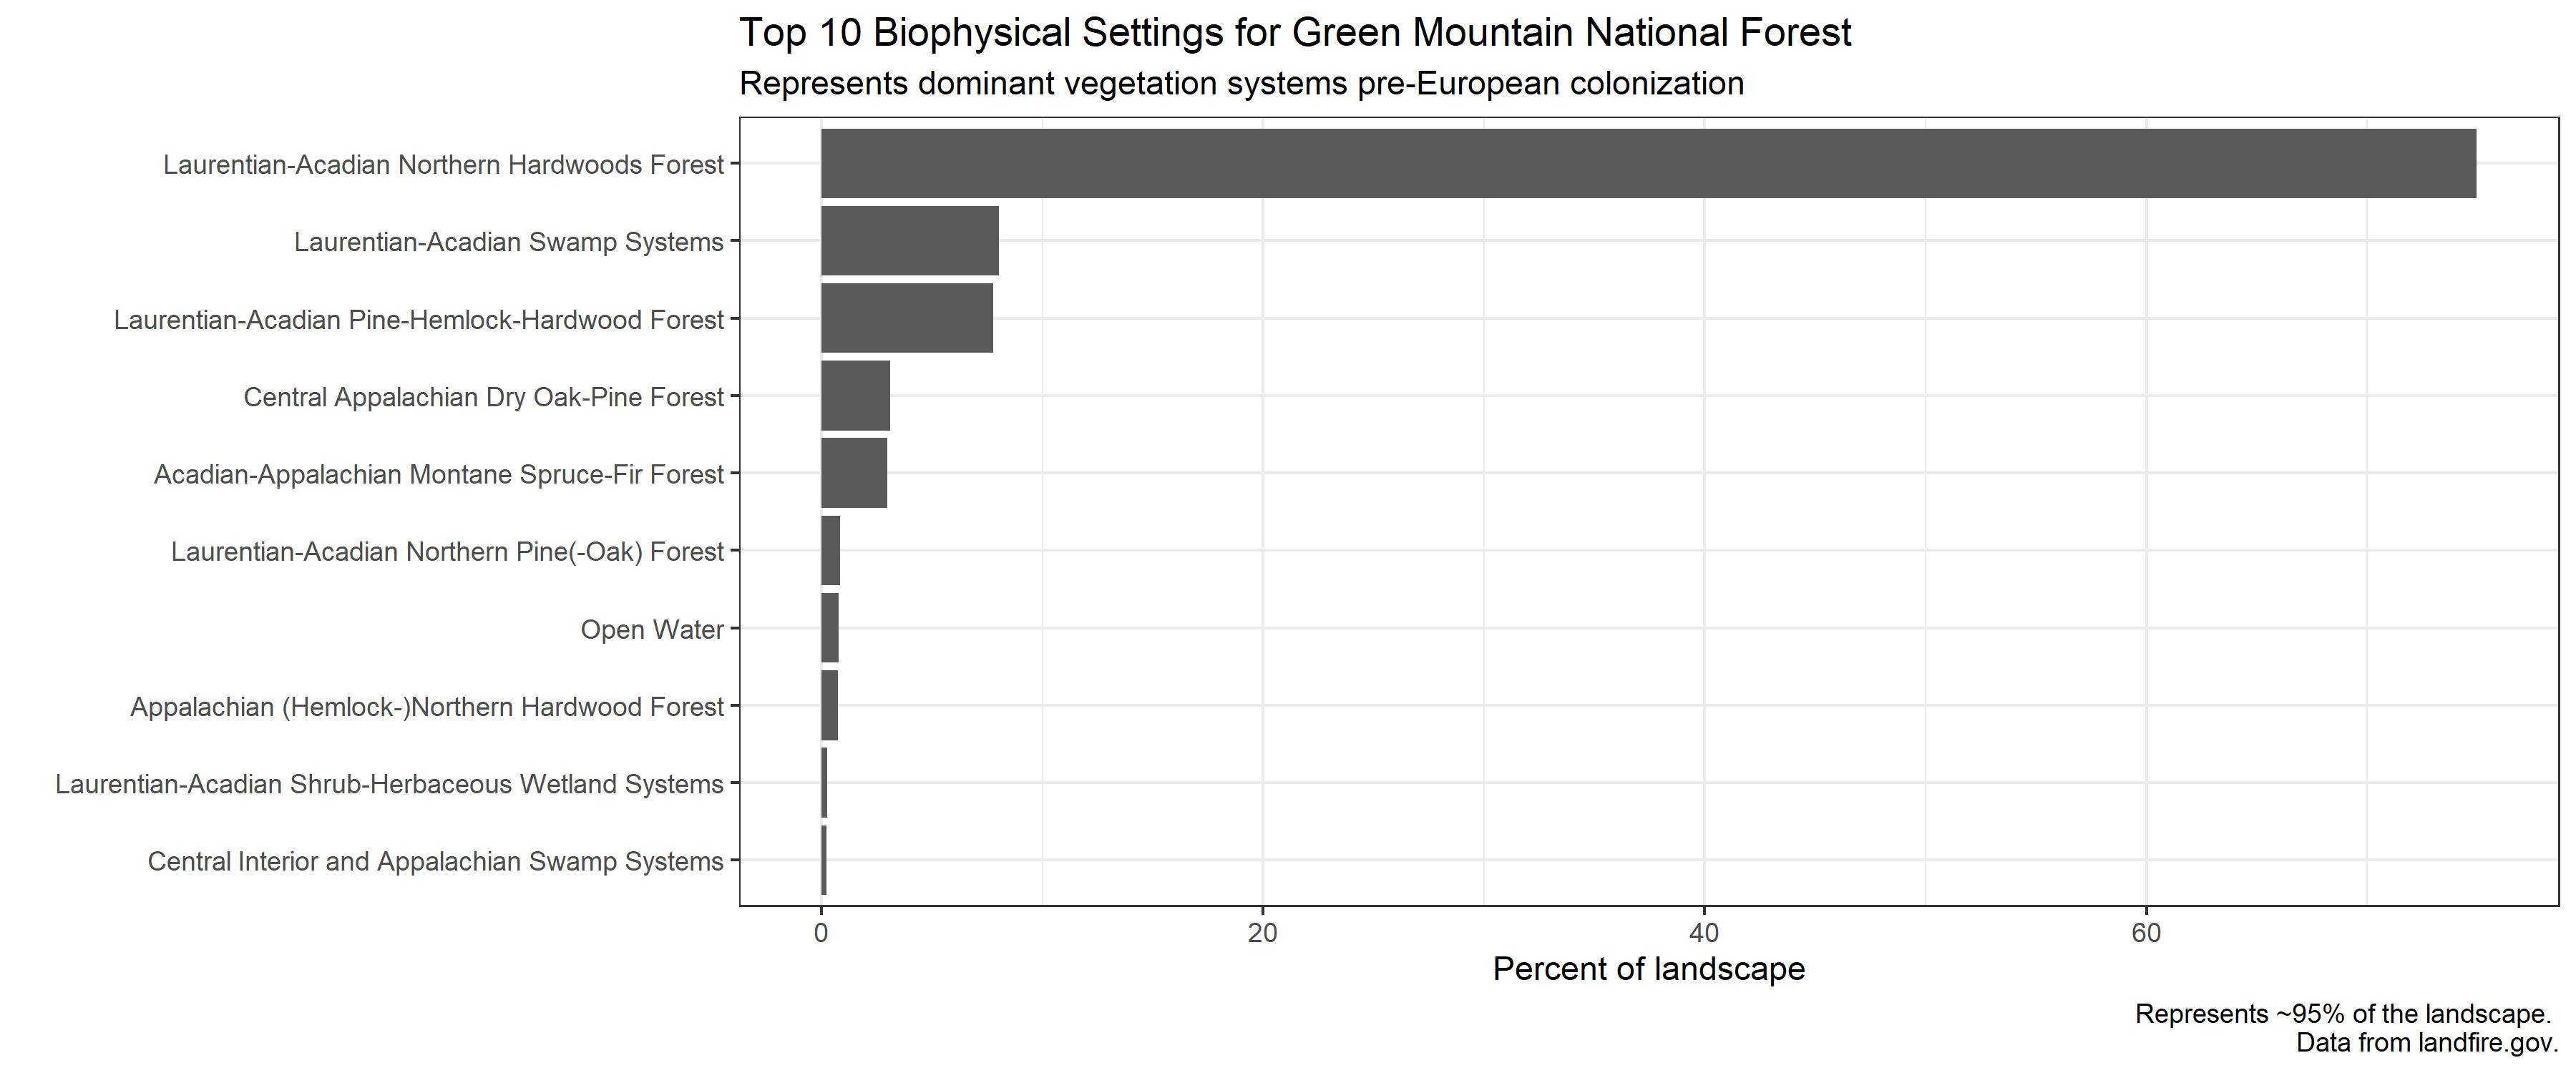 Top 10 Biophysical Settings for Green Mountain National Forest
Represents dominant vegetation systems pre-European colonization
Laurentian-Acadian Northern Hardwoods Forest
Laurentian-Acadian Swamp Systems
Laurentian-Acadian Pine-Hemlock-Hardwood Forest
Central Appalachian Dry Oak-Pine Forest
Acadian-Appalachian Montane Spruce-Fir Forest
Laurentian-Acadian Northern Pine(-Oak) Forest
Open Water
Appalachian (Hemlock-)Northern Hardwood Forest
Laurentian-Acadian Shrub-Herbaceous Wetland Systems
Central Interior and Appalachian Swamp Systems
0 20 40 60
Percent of landscape
Represents ~95% of the landscape.
Data from landfire.gov.